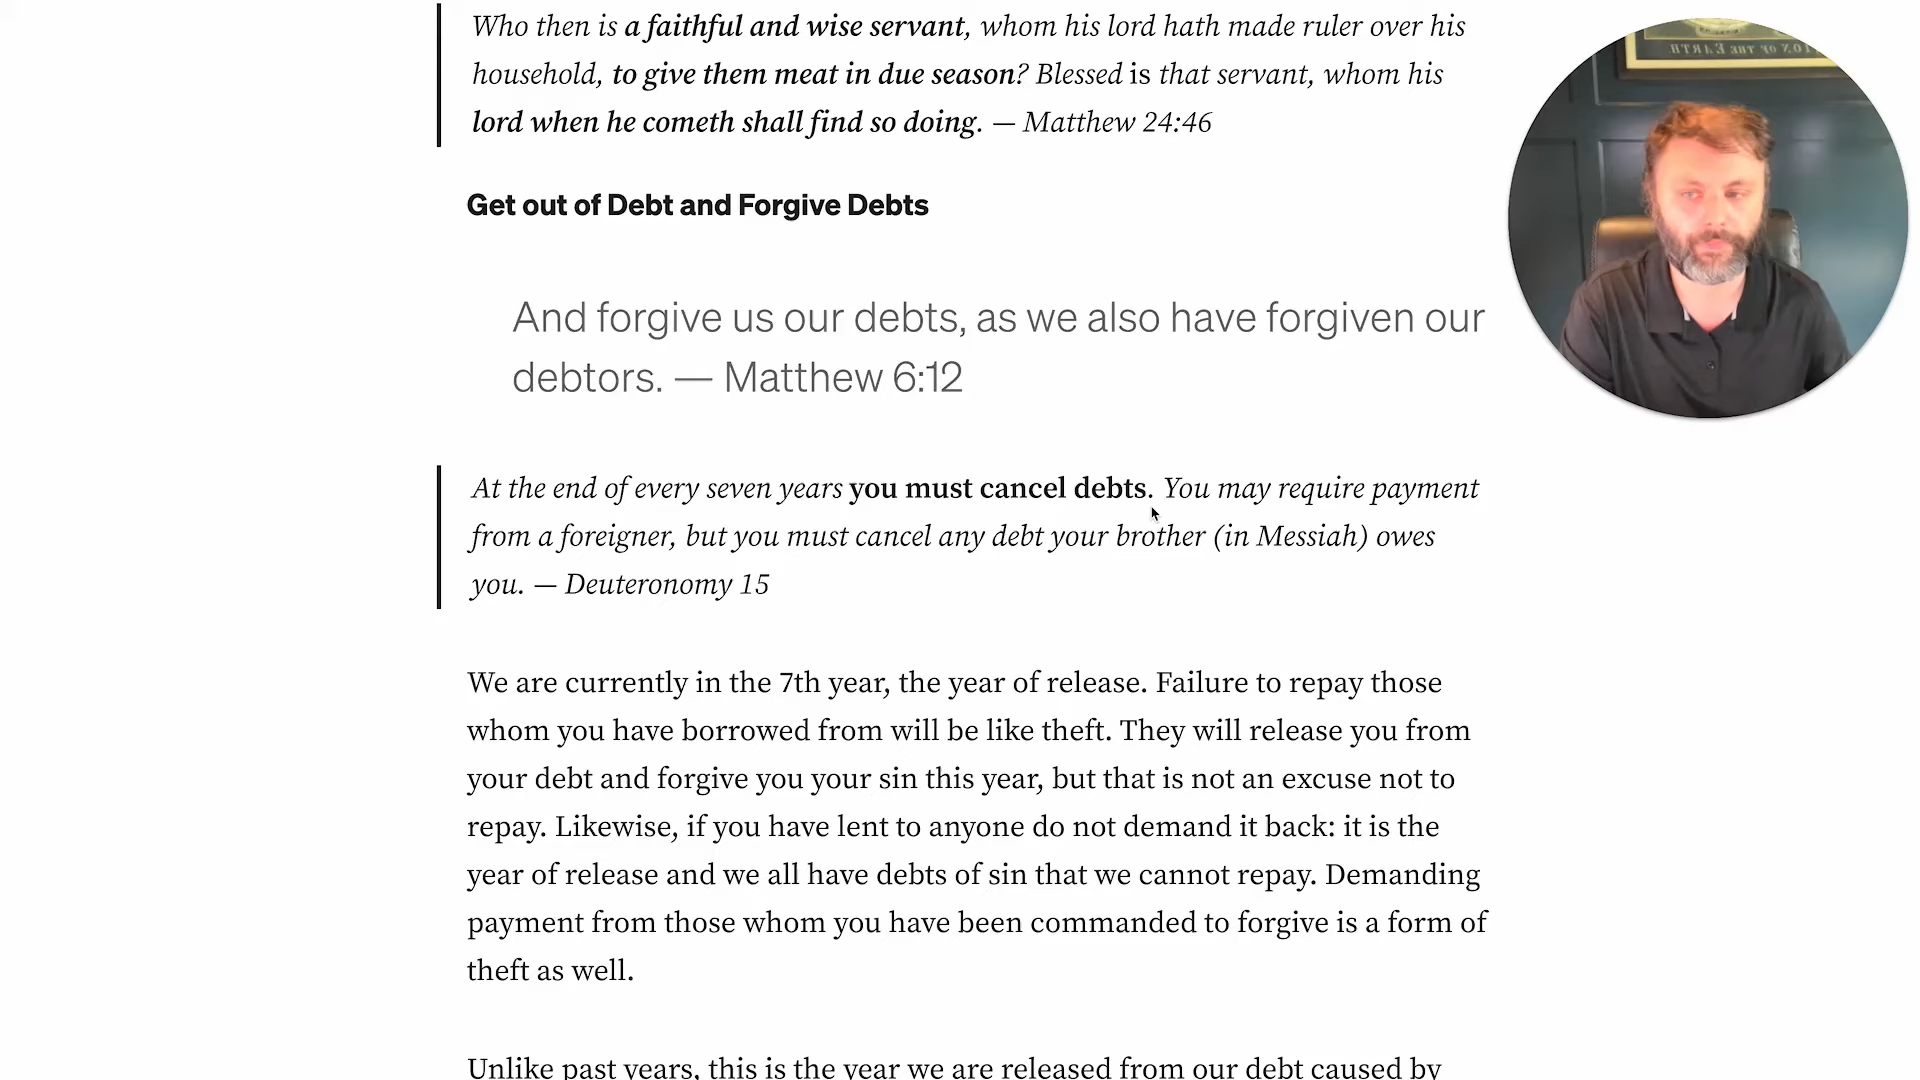 Who then is a faithful and wise servant, whom his lord hath made ruler over his
household, to give them meat in due season? Blessed is that servant, whom his
lord when he cometh shall find so doing. — Matthew 24:46
Get out of Debt and Forgive Debts
And forgive us our debts, as we also have forgiven our
debtors. — Matthew 6:12
At the end of every seven years you must cancel debts. You may require payment
from a foreigner, but you must cancel any debt your brother (in Messiah) owes
you. — Deuteronomy 15
We are currently in the 7th year, the year of release. Failure to repay those
whom you have borrowed from will be like theft. They will release you from
your debt and forgive you your sin this year, but that is not an excuse not to
repay. Likewise, if you have lent to anyone do not demand it back: it is the
year of release and we all have debts of sin that we cannot repay. Demanding
payment from those whom you have been commanded to forgive is a form of
theft as well.
Unlike past years, this is the year we are released from our debt caused by
OF THE EARTH